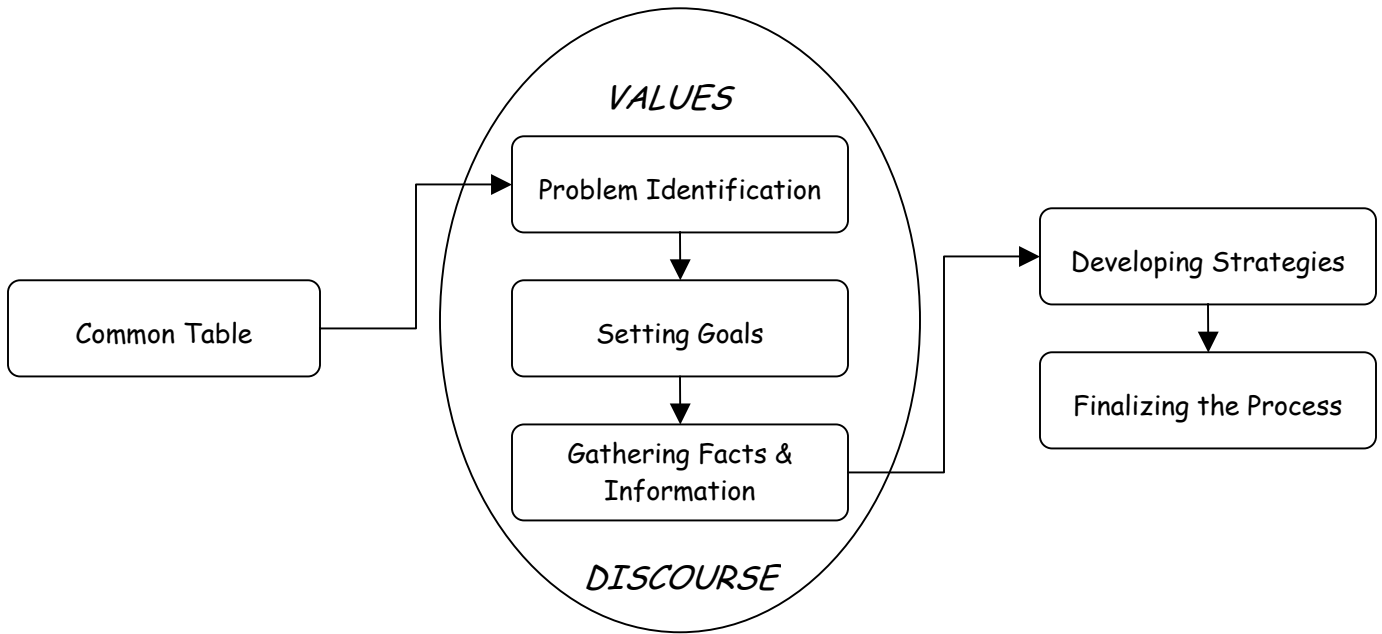 VALUES
Problem Identification
Common Table
Setting Goals
Gathering Facts &
Information
DISCOURSE
Developing Strategies
Finalizing the Process